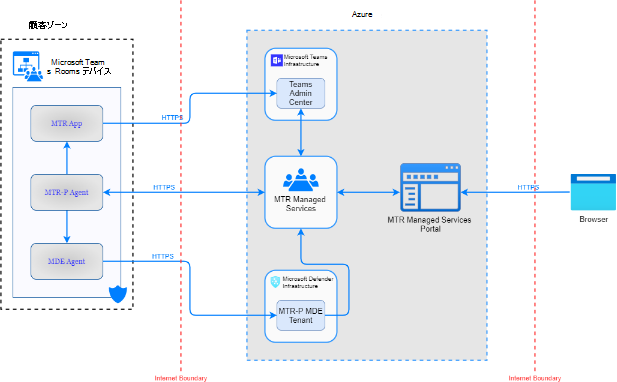 顧客ゾーン
Azure
Microsoft Team
s Rooms デバイス
MTR App
MTR-P Agent
MDE Agent
HTTPS
HTTPS
HTTPS
Microsoft Teams
Infrastructure
Teams
Admin
Center
MTR Managed
Services
Microsoft Defender
Infrastructure
MTR-P MDE
Tenant
MTR Managed Services
Portal
HTTPS
Browser
Internet Boundary
Internet Boundary